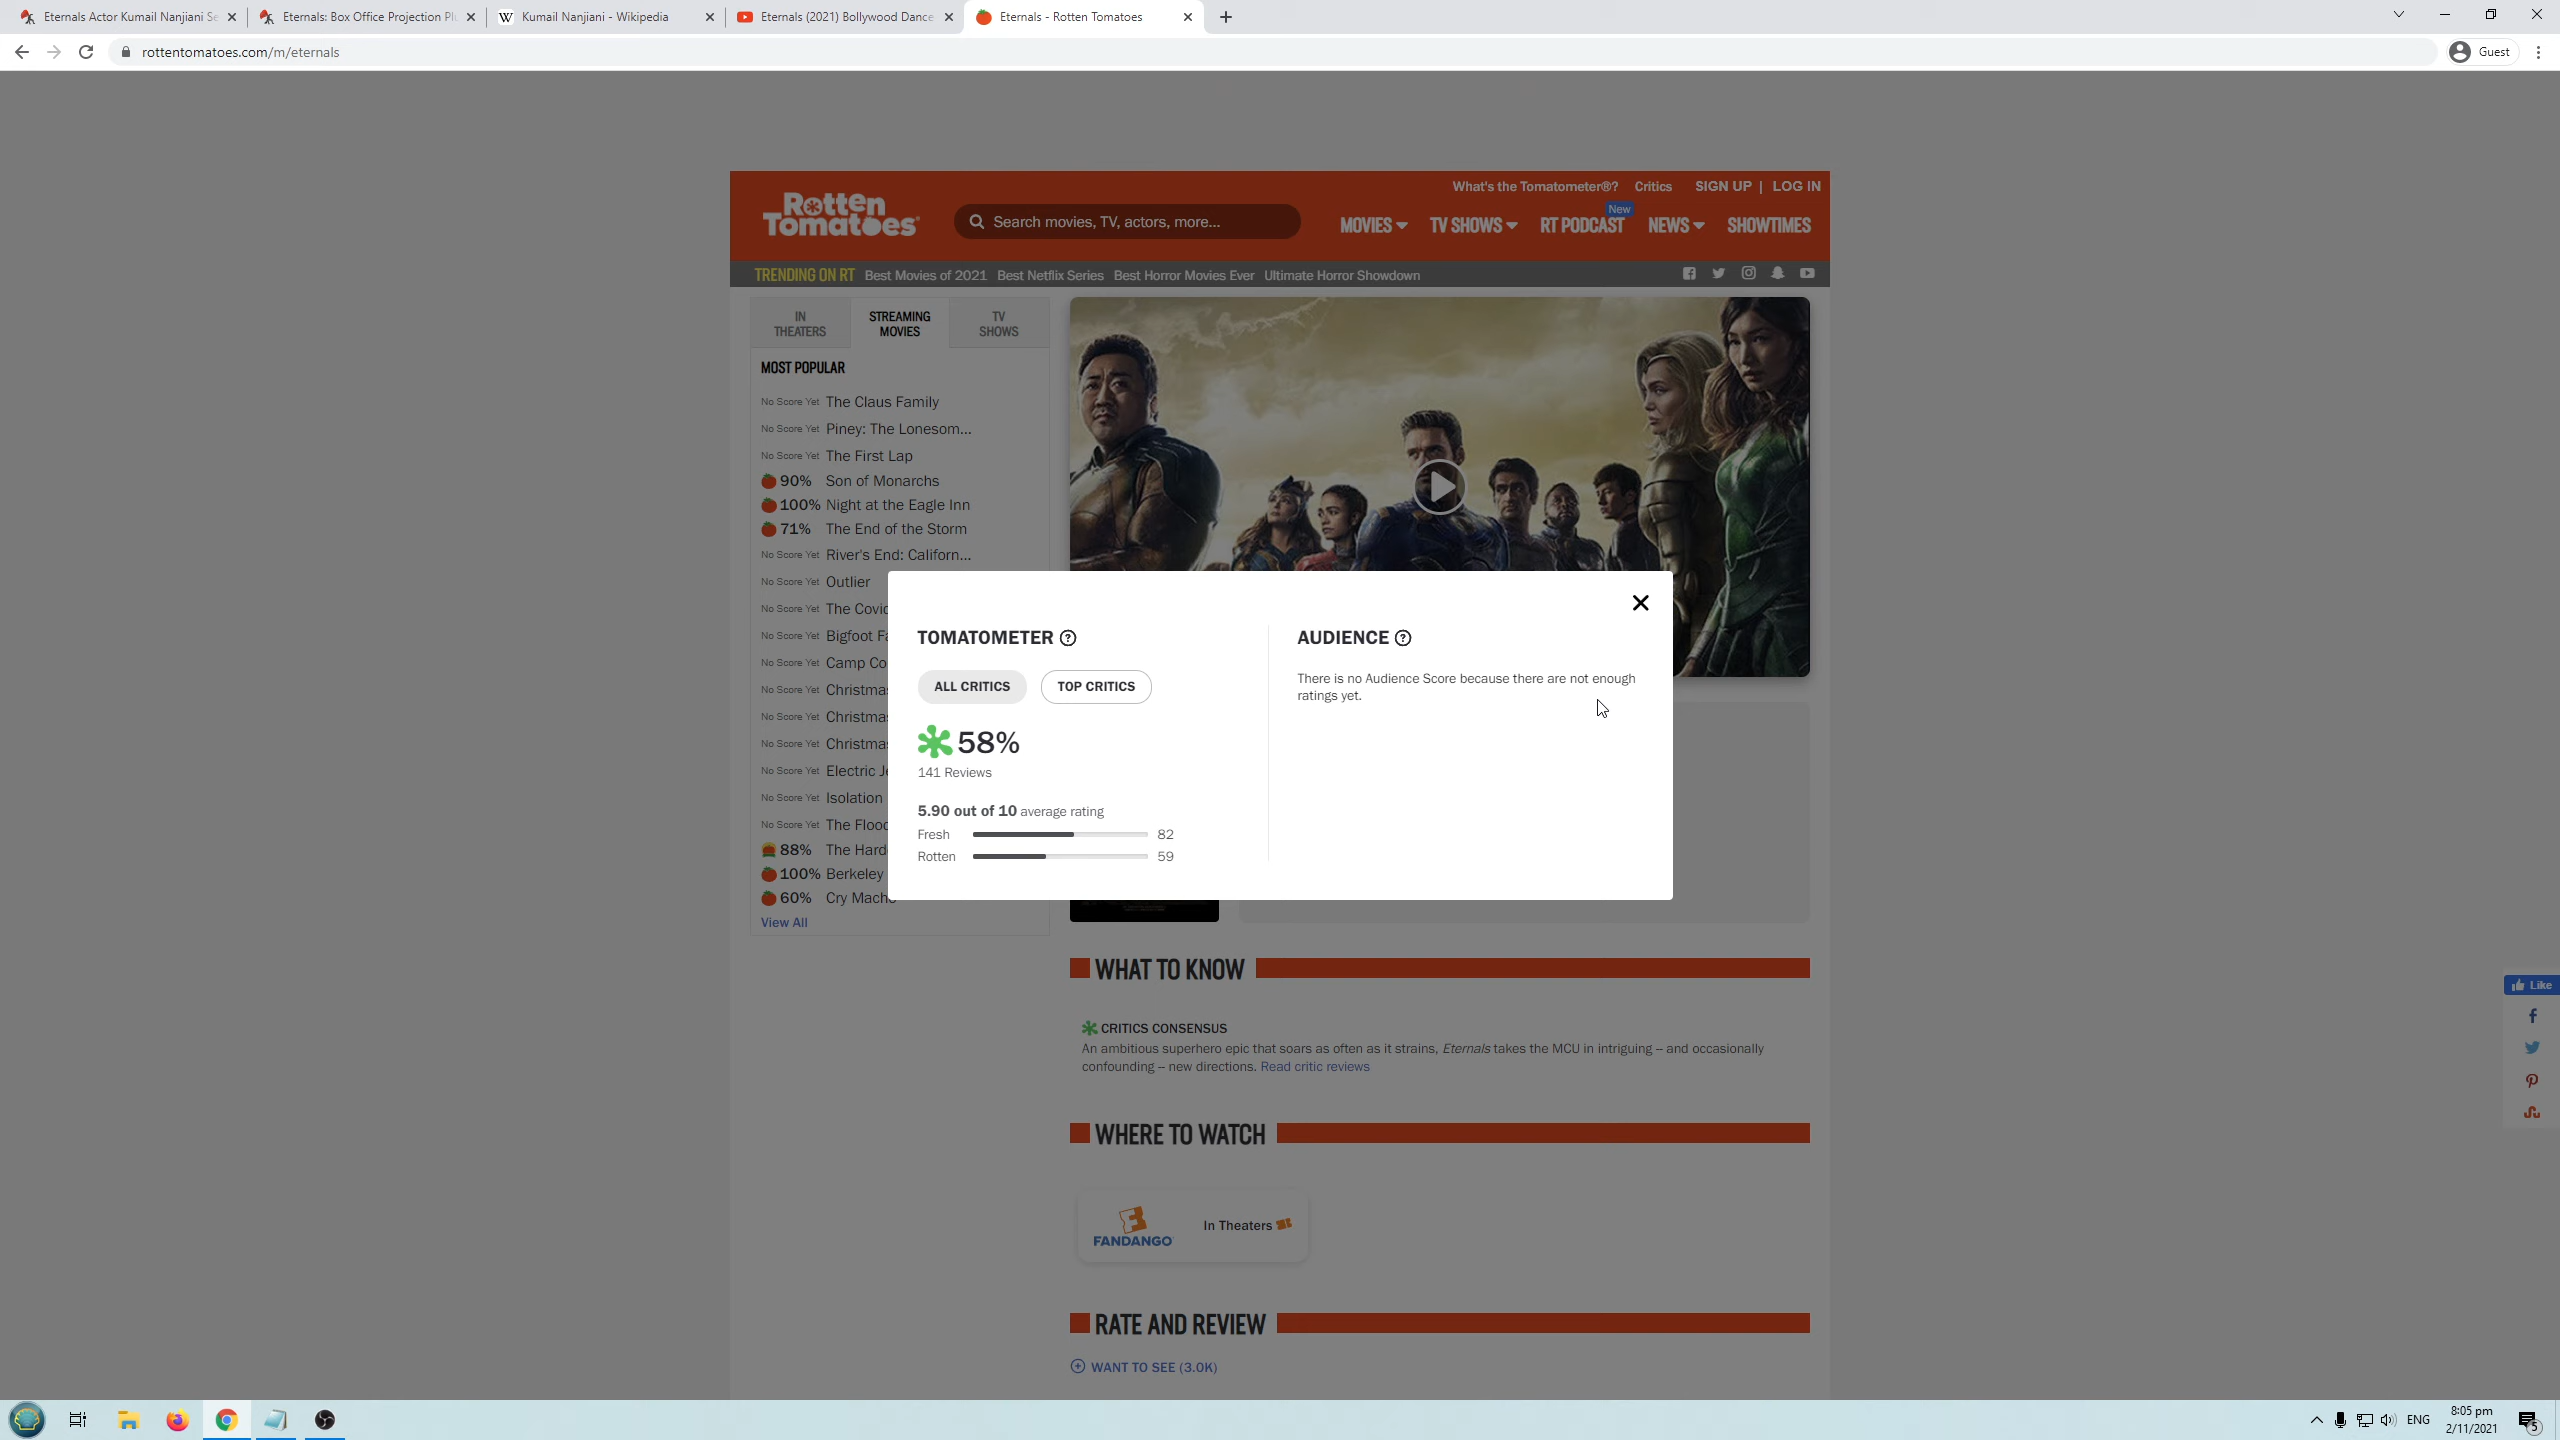 Eternals Actor Kumail Nanjiani Se
Eternals: Box Office Projection Pl
Kumail Nanjiani - Wikipedia
Eternals (2021) Bollywood Dance
Eternals - Rotten Tomatoes
rottentomatoes.com/m/eternals
Guest
What's the Tomatometer®?
Critics
SIGN UP | LOG IN
Rotten
Tomatoes
Search movies, TV, actors, more...
New
MOVIES
TV SHOWS
RT PODCAST
NEWS
SHOWTIMES
TRENDING ON RT
Best Movies of 2021
Best Netflix Series
Best Horror Movies Ever
Ultimate Horror Showdown
IN
THEATERS
STREAMING
MOVIES
TV
SHOWS
MOST POPULAR
No Score Yet The Claus Family
No Score Yet Piney: The Lonesom...
No Score Yet The First Lap
90% Son of Monarchs
100% Night at the Eagle Inn
71% The End of the Storm
No Score Yet River's End: Californ...
No Score Yet Outlier
No Score Yet The Covid
No Score Yet Bigfoot Fa
No Score Yet Camp Co
No Score Yet Christmas
No Score Yet Christmas
No Score Yet Christmas
No Score Yet Electric Je
No Score Yet Isolation
No Score Yet The Flood
88% The Hard
100% Berkeley
60% Cry Macho
View All
TOMATOMETER ?
ALL CRITICS
TOP CRITICS
58%
141 Reviews
5.90 out of 10 average rating
Fresh 82
Rotten 59
AUDIENCE ?
There is no Audience Score because there are not enough
ratings yet.
WHAT TO KNOW
CRITICS CONSENSUS
An ambitious superhero epic that soars as often as it strains, Eternals takes the MCU in intriguing – and occasionally
confounding – new directions. Read critic reviews
WHERE TO WATCH
FANDANGO
In Theaters
RATE AND REVIEW
WANT TO SEE (3.0K)
Like
ENG
8:05 pm
2/11/2021
5